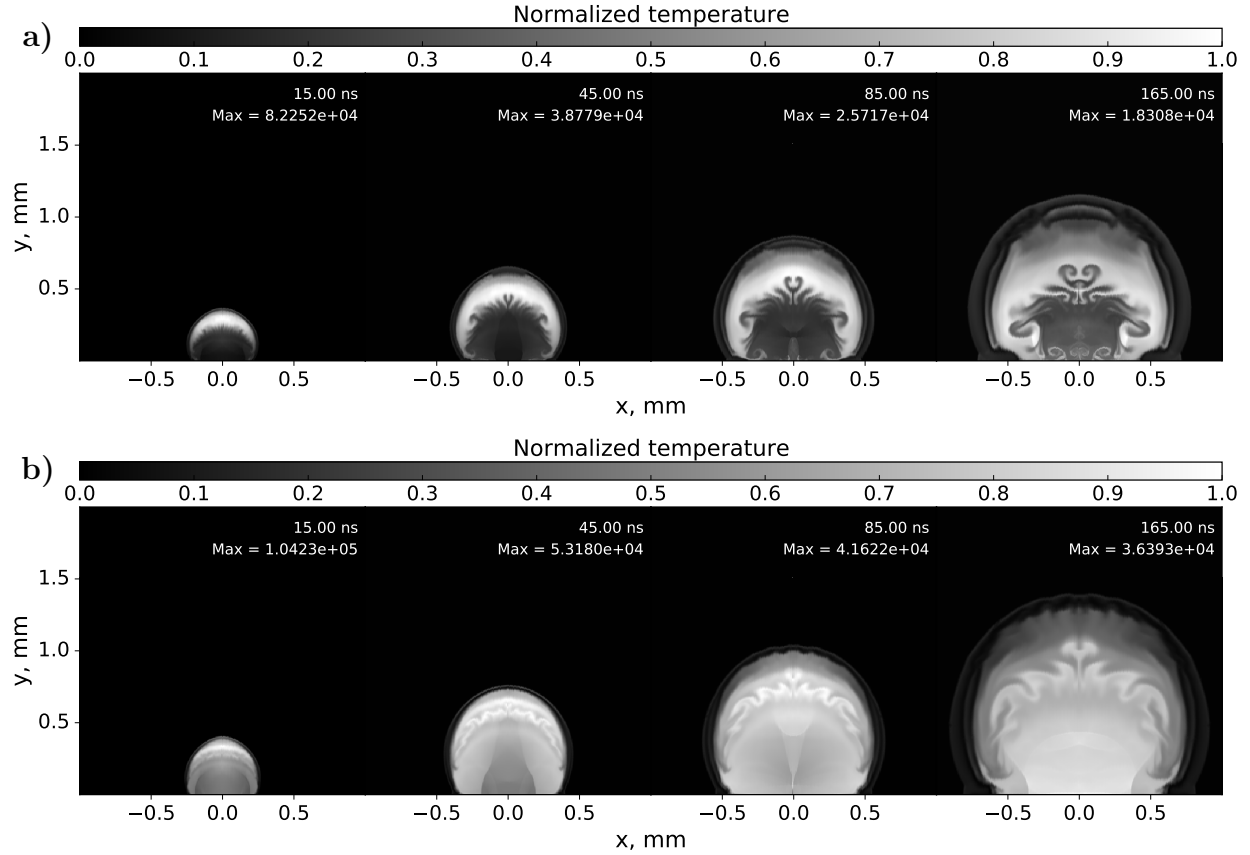 a)
Normalized temperature
0.0 0.1 0.2 0.3 0.4 0.5 0.6 0.7 0.8 0.9 1.0
15.00 ns
Max = 8.2252e+04
45.00 ns
Max = 3.8779e+04
85.00 ns
Max = 2.5717e+04
165.00 ns
Max = 1.8308e+04
y, mm
1.5
1.0
0.5
−0.5 0.0 0.5 −0.5 0.0 0.5 −0.5 0.0 0.5 −0.5 0.0 0.5
x, mm
b)
Normalized temperature
0.0 0.1 0.2 0.3 0.4 0.5 0.6 0.7 0.8 0.9 1.0
15.00 ns
Max = 1.0423e+05
45.00 ns
Max = 5.3180e+04
85.00 ns
Max = 4.1622e+04
165.00 ns
Max = 3.6393e+04
y, mm
1.5
1.0
0.5
−0.5 0.0 0.5 −0.5 0.0 0.5 −0.5 0.0 0.5 −0.5 0.0 0.5
x, mm